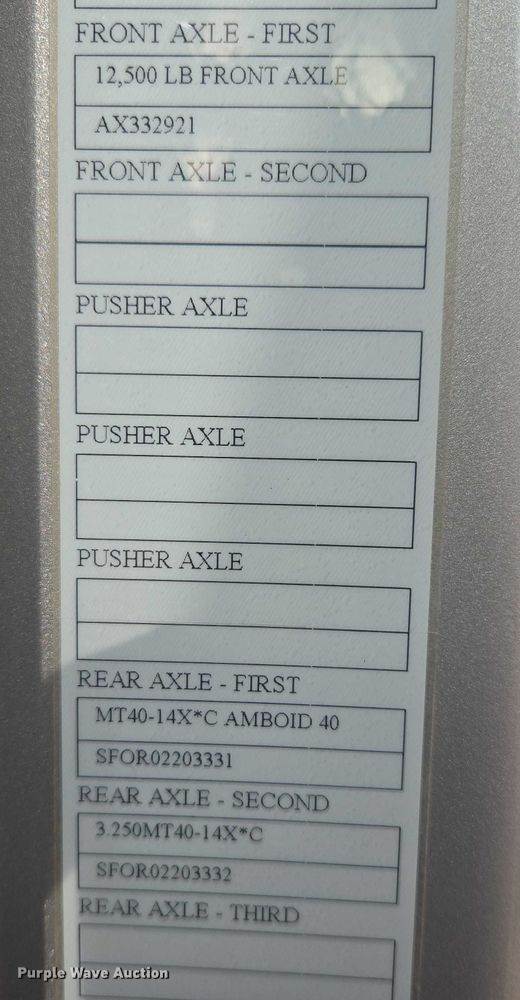 FRONT AXLE - FIRST
12,500 LB FRONT AXLE
AX332921
FRONT AXLE - SECOND
PUSHER AXLE
PUSHER AXLE
PUSHER AXLE
REAR AXLE - FIRST
MT40-14X*C AMBOID 40
SFOR02203331
REAR AXLE - SECOND
3.250MT40-14X*C
SFOR02203332
REAR AXLE - THIRD
Purple Wave Auction